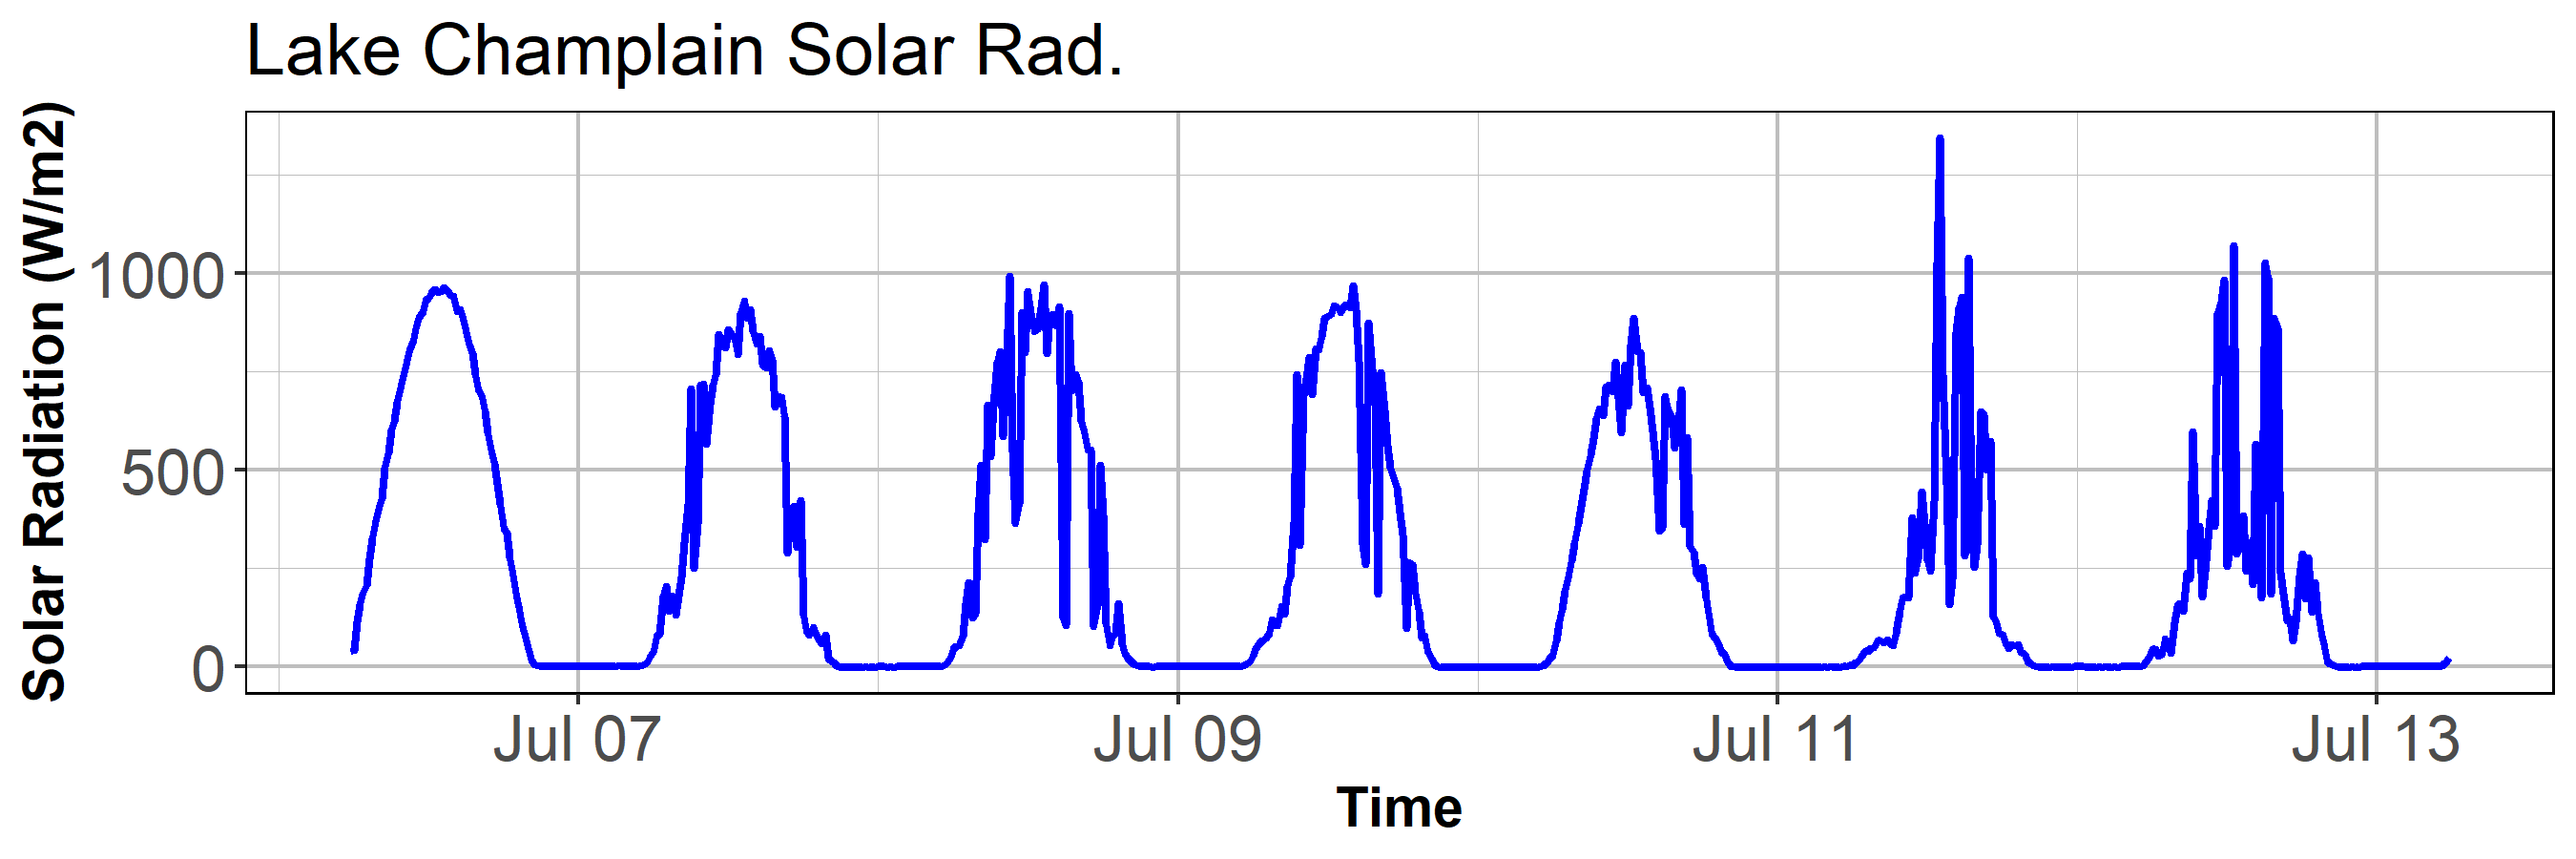 Lake Champlain Solar Rad.
Solar Radiation (W/m2)
1000
500
0
Jul 07
Jul 09
Jul 11
Jul 13
Time